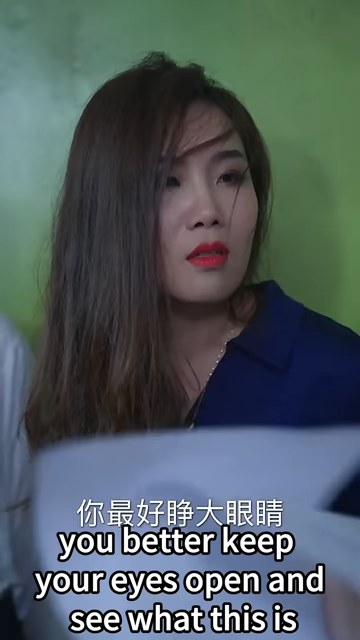 你最好睁大眼睛
you better keep
your eyes open and
see what this is